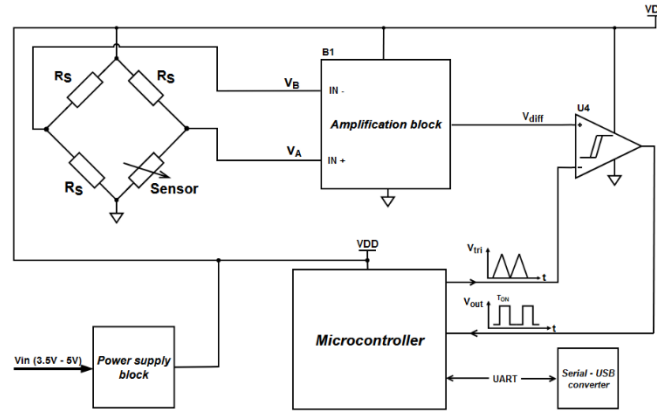 VD
B1
RS
RS
VB
IN -
U4
Amplification block
Vdiff
+
VA
IN +
-
RS
Sensor
VDD
Vtri
t
TON
Vout
t
Microcontroller
Vin (3.5V - 5V)
Power supply
block
UART
Serial - USB
converter